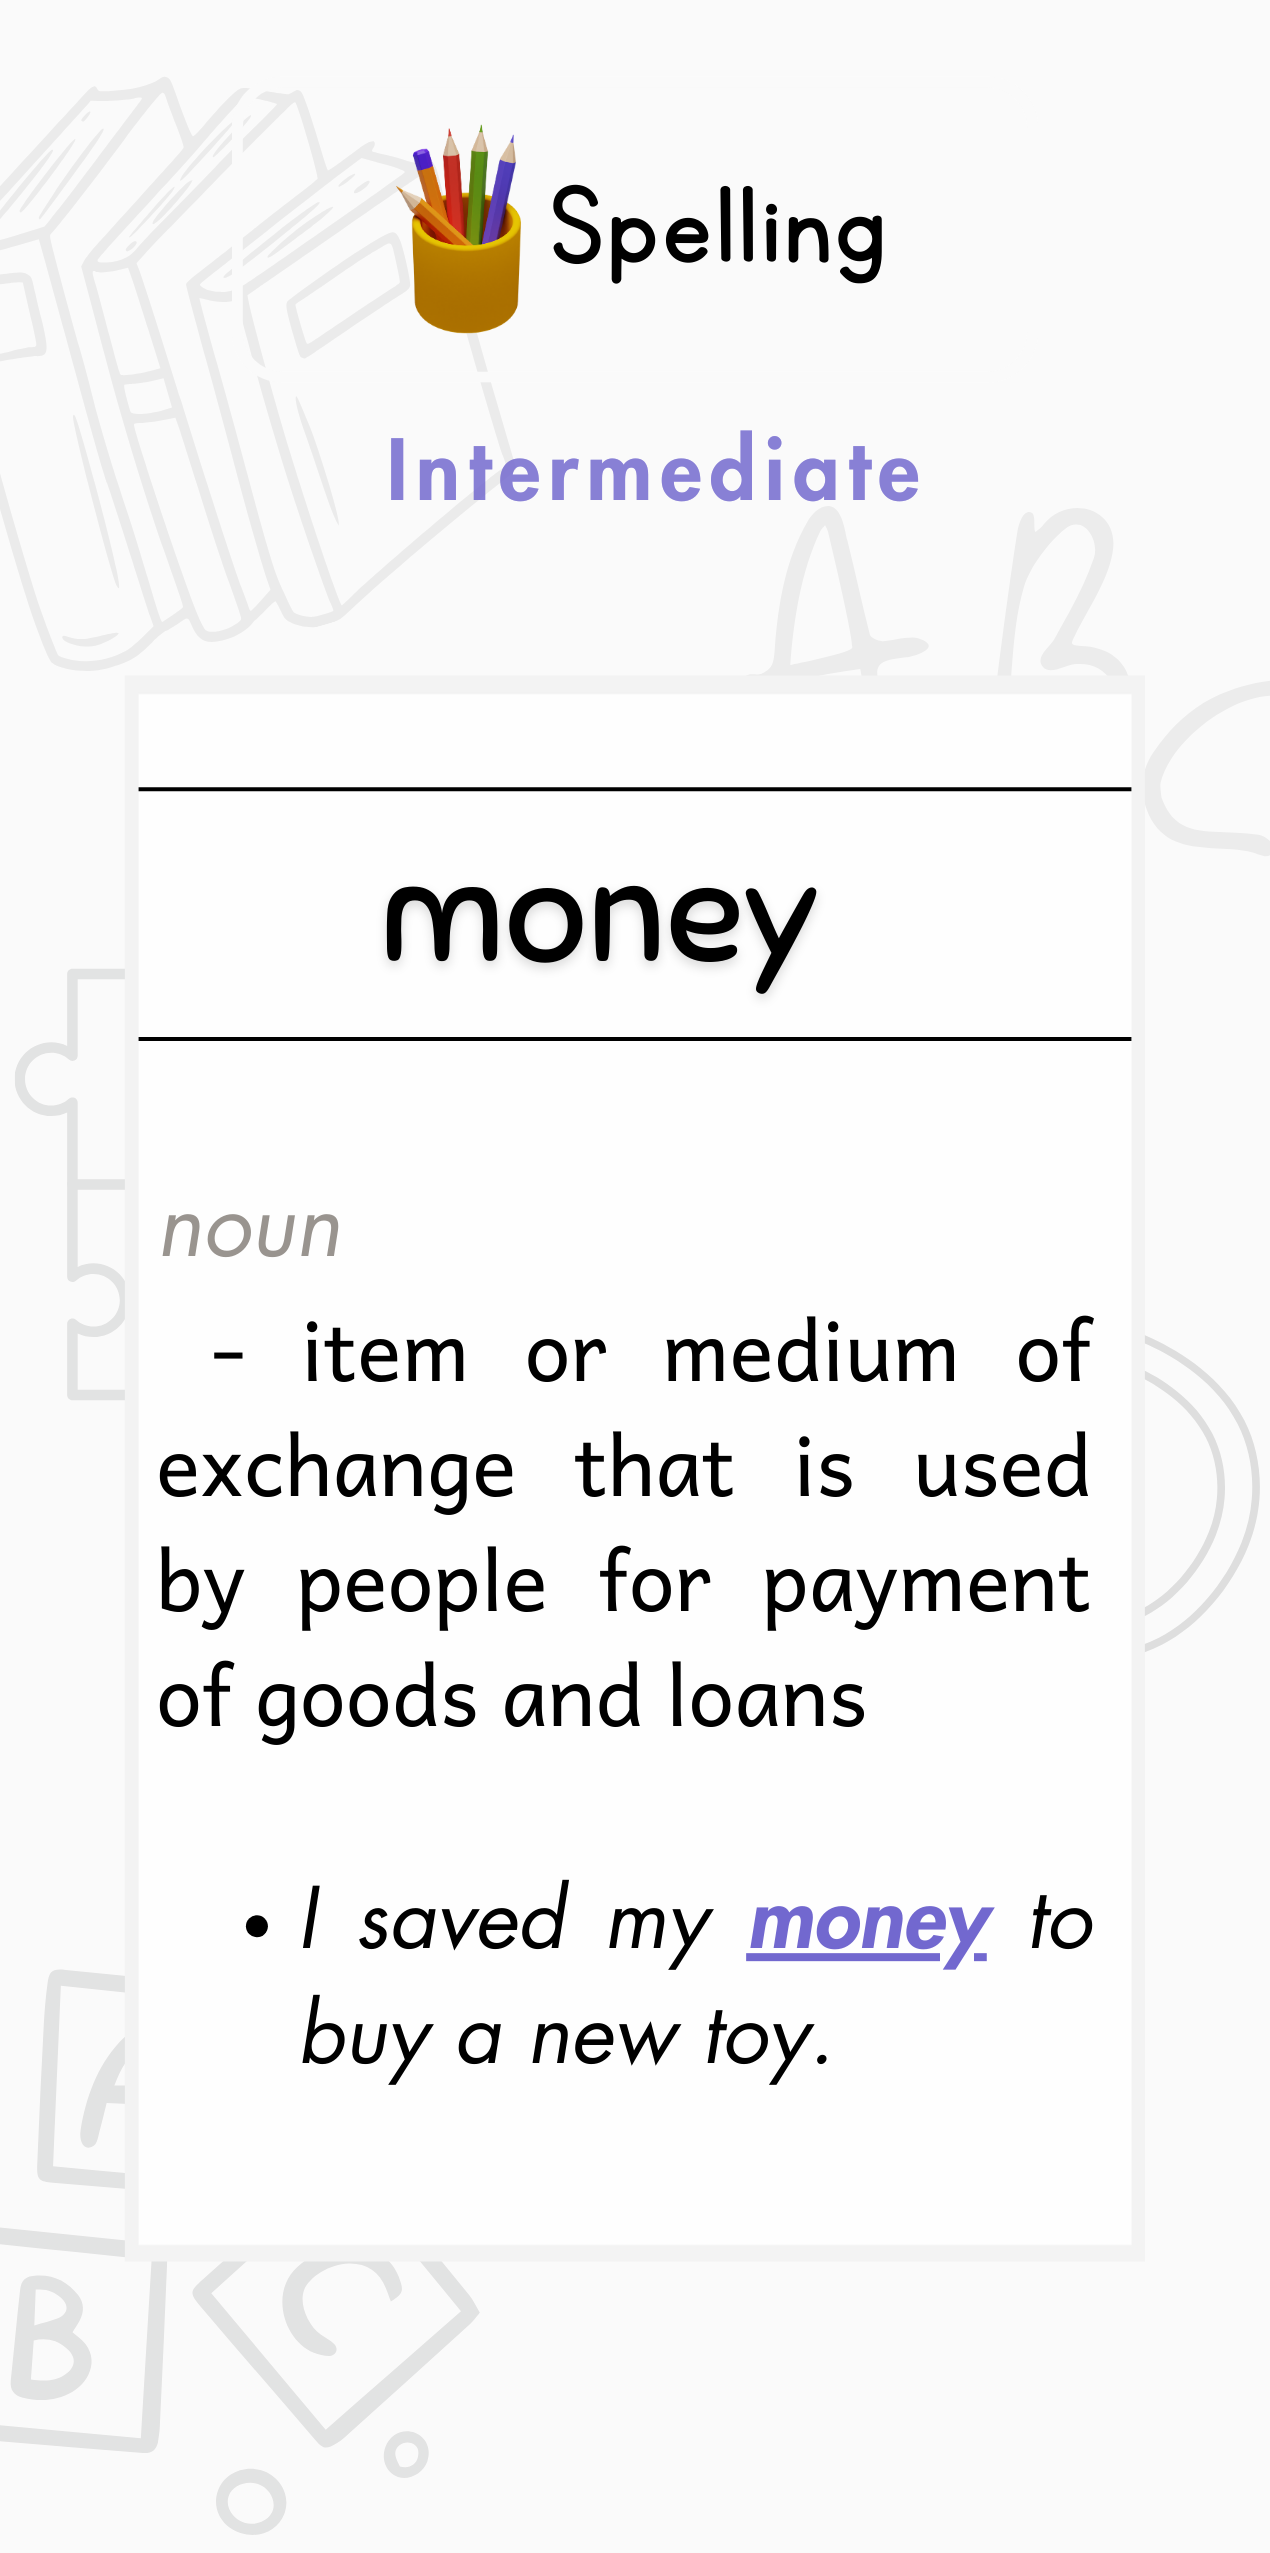 Spelling
Intermediate
A B
money
noun
- item or medium of
exchange that is used
by people for payment
of goods and loans
• I saved my money to
buy a new toy.
A
B
C